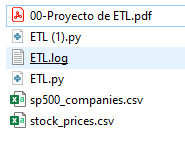 00-Proyecto de ETL.pdf
ETL (1).py
ETL.log
ETL.py
sp500_companies.csv
stock_prices.csv